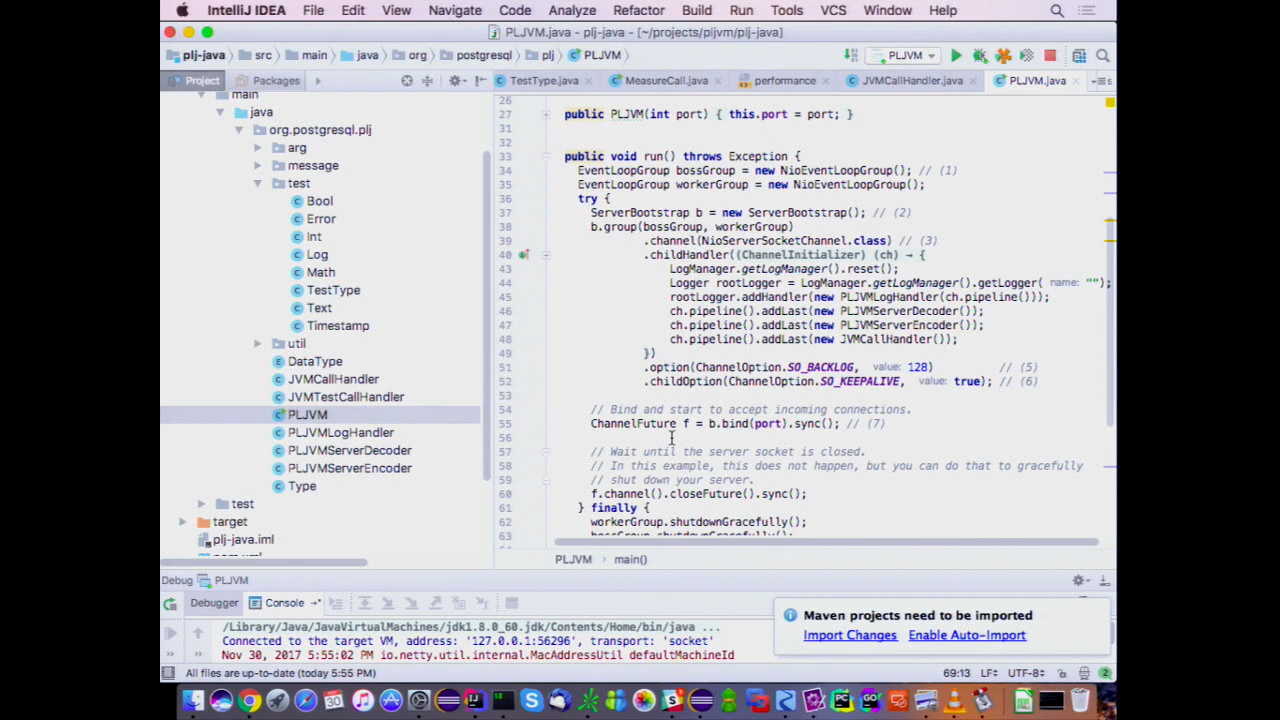 IntelliJ IDEA File Edit View Navigate Code Analyze Refactor Build Run Tools VCS Window Help
PLJVM.java - plj-java - [~/projects/pljvm/plj-java]
plj-java src main java org postgresql plj PLJVM PLJVM
Project Packages TestType.java MeasureCall.java performance JVMCallHandler.java PLJVM.java
main
java
org.postgresql.plj
arg
message
test
Bool
Error
Int
Log
Math
TestType
Text
Timestamp
util
DataType
JVMCallHandler
JVMTestCallHandler
PLJVM
PLJVMLogHandler
PLJVMServerDecoder
PLJVMServerEncoder
Type
test
target
plj-java.iml
pom.xml
26
27 public PLJVM(int port) { this.port = port; }
31
32
33 public void run() throws Exception {
34 EventLoopGroup bossGroup = new NioEventLoopGroup(); // (1)
35 EventLoopGroup workerGroup = new NioEventLoopGroup();
36 try {
37 ServerBootstrap b = new ServerBootstrap(); // (2)
38 b.group(bossGroup, workerGroup)
39 .channel(NioServerSocketChannel.class) // (3)
40 .childHandler((ChannelInitializer) (ch) → {
43 LogManager.getLogManager().reset();
44 Logger rootLogger = LogManager.getLogManager().getLogger( name: "");
45 rootLogger.addHandler(new PLJVMLogHandler(ch.pipeline()));
46 ch.pipeline().addLast(new PLJVMServerDecoder());
47 ch.pipeline().addLast(new PLJVMServerEncoder());
48 ch.pipeline().addLast(new JVMCallHandler());
49 })
51 .option(ChannelOption.SO_BACKLOG, value: 128) // (5)
52 .childOption(ChannelOption.SO_KEEPALIVE, value: true); // (6)
53
54 // Bind and start to accept incoming connections.
55 ChannelFuture f = b.bind(port).sync(); // (7)
56
57 // Wait until the server socket is closed.
58 // In this example, this does not happen, but you can do that to gracefully
59 // shut down your server.
60 f.channel().closeFuture().sync();
61 } finally {
62 workerGroup.shutdownGracefully();
63 bossGroup.shutdownGracefully();
PLJVM main()
Debug PLJVM
Debugger Console
/Library/Java/JavaVirtualMachines/jdk1.8.0_60.jdk/Contents/Home/bin/java ...
Connected to the target VM, address: '127.0.0.1:56296', transport: 'socket'
Nov 30, 2017 5:55:02 PM io.netty.util.internal.MacAddressUtil defaultMachineId
Maven projects need to be imported
Import Changes Enable Auto-Import
All files are up-to-date (today 5:55 PM) 69:13 LF÷ UTF-8÷ 2